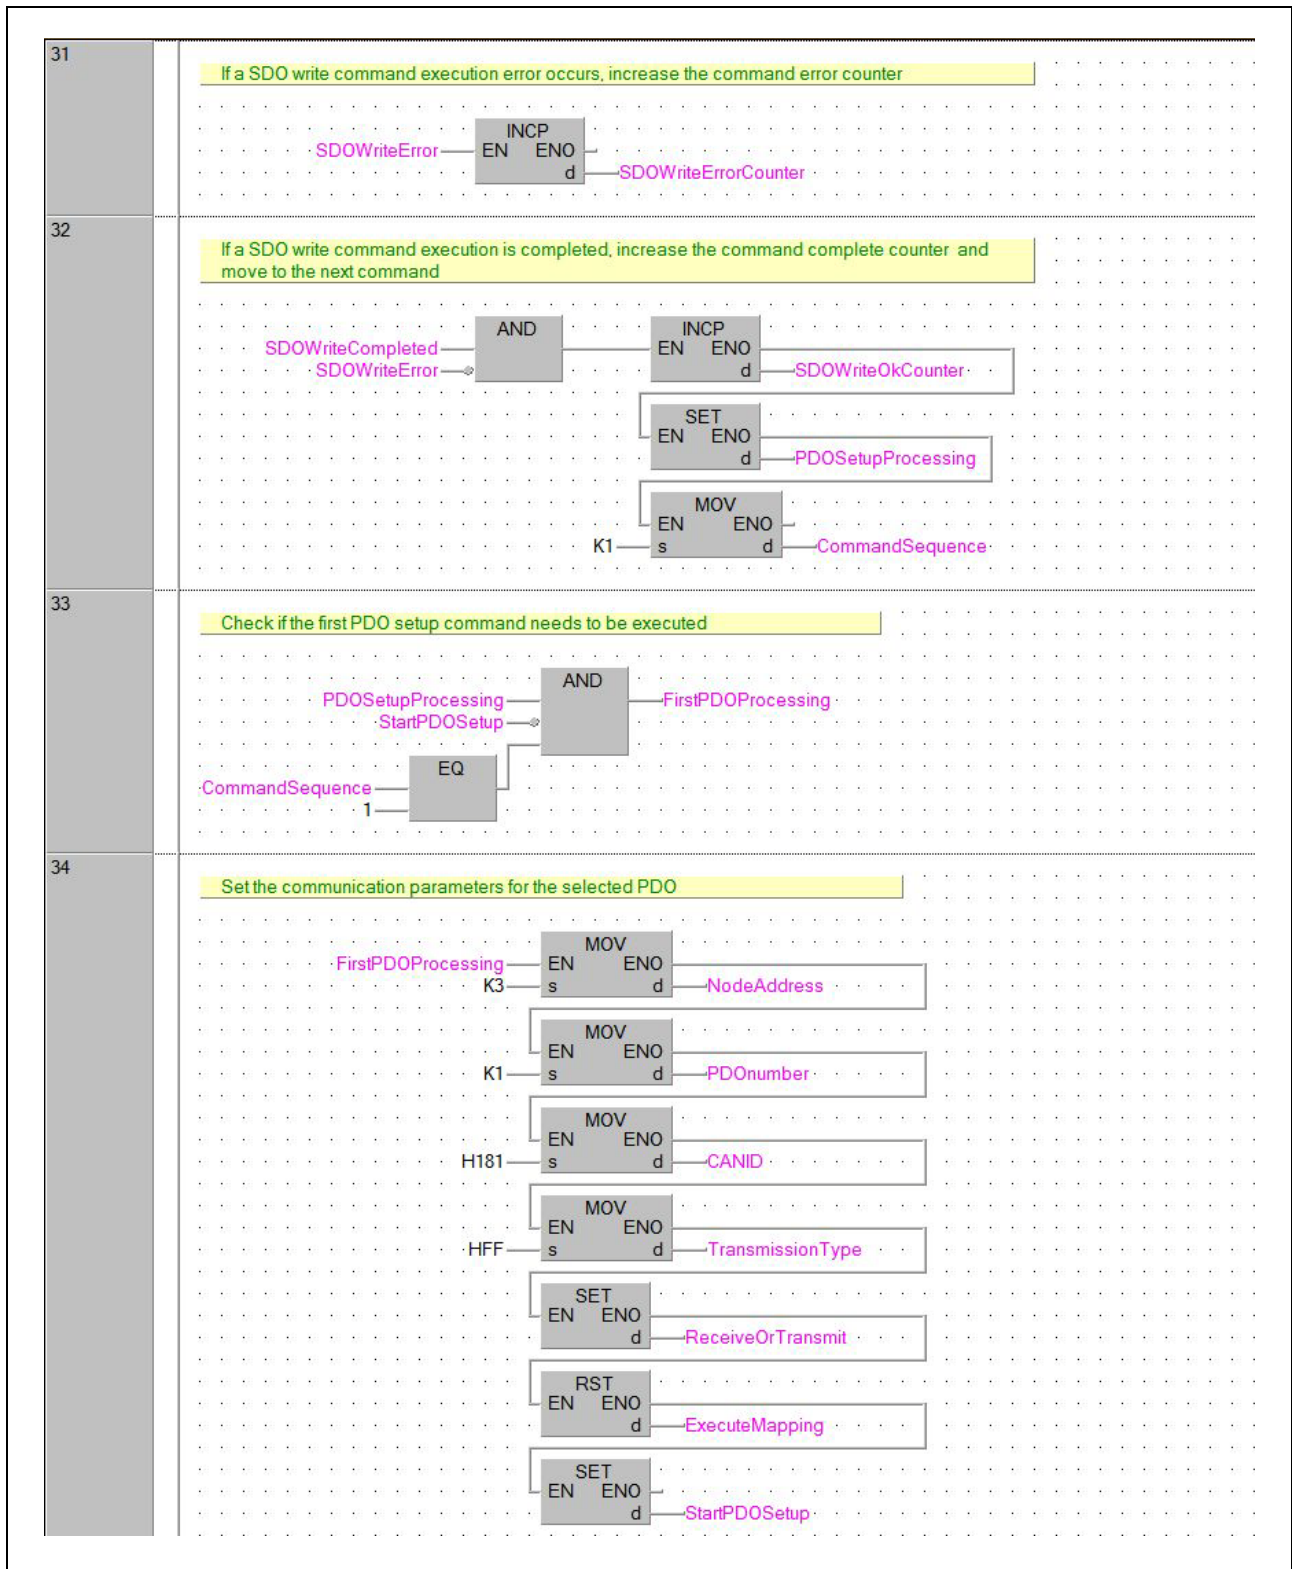 31
If a SDO write command execution error occurs, increase the command error counter
INCP
SDOWriteError EN ENO
d SDOWriteErrorCounter
32
If a SDO write command execution is completed, increase the command complete counter and
move to the next command
AND INCP
SDOWriteCompleted EN ENO
SDOWriteError d SDOWriteOkCounter
SET
EN ENO
d PDOSetupProcessing
MOV
EN ENO
K1 s d CommandSequence
33
Check if the first PDO setup command needs to be executed
AND
PDOSetupProcessing FirstPDOProcessing
StartPDOSetup
EQ
CommandSequence
1
34
Set the communication parameters for the selected PDO
MOV
FirstPDOProcessing EN ENO
K3 s d NodeAddress
MOV
EN ENO
K1 s d PDOnumber
MOV
EN ENO
H181 s d CANID
MOV
EN ENO
HFF s d TransmissionType
SET
EN ENO
d ReceiveOrTransmit
RST
EN ENO
d ExecuteMapping
SET
EN ENO
d StartPDOSetup